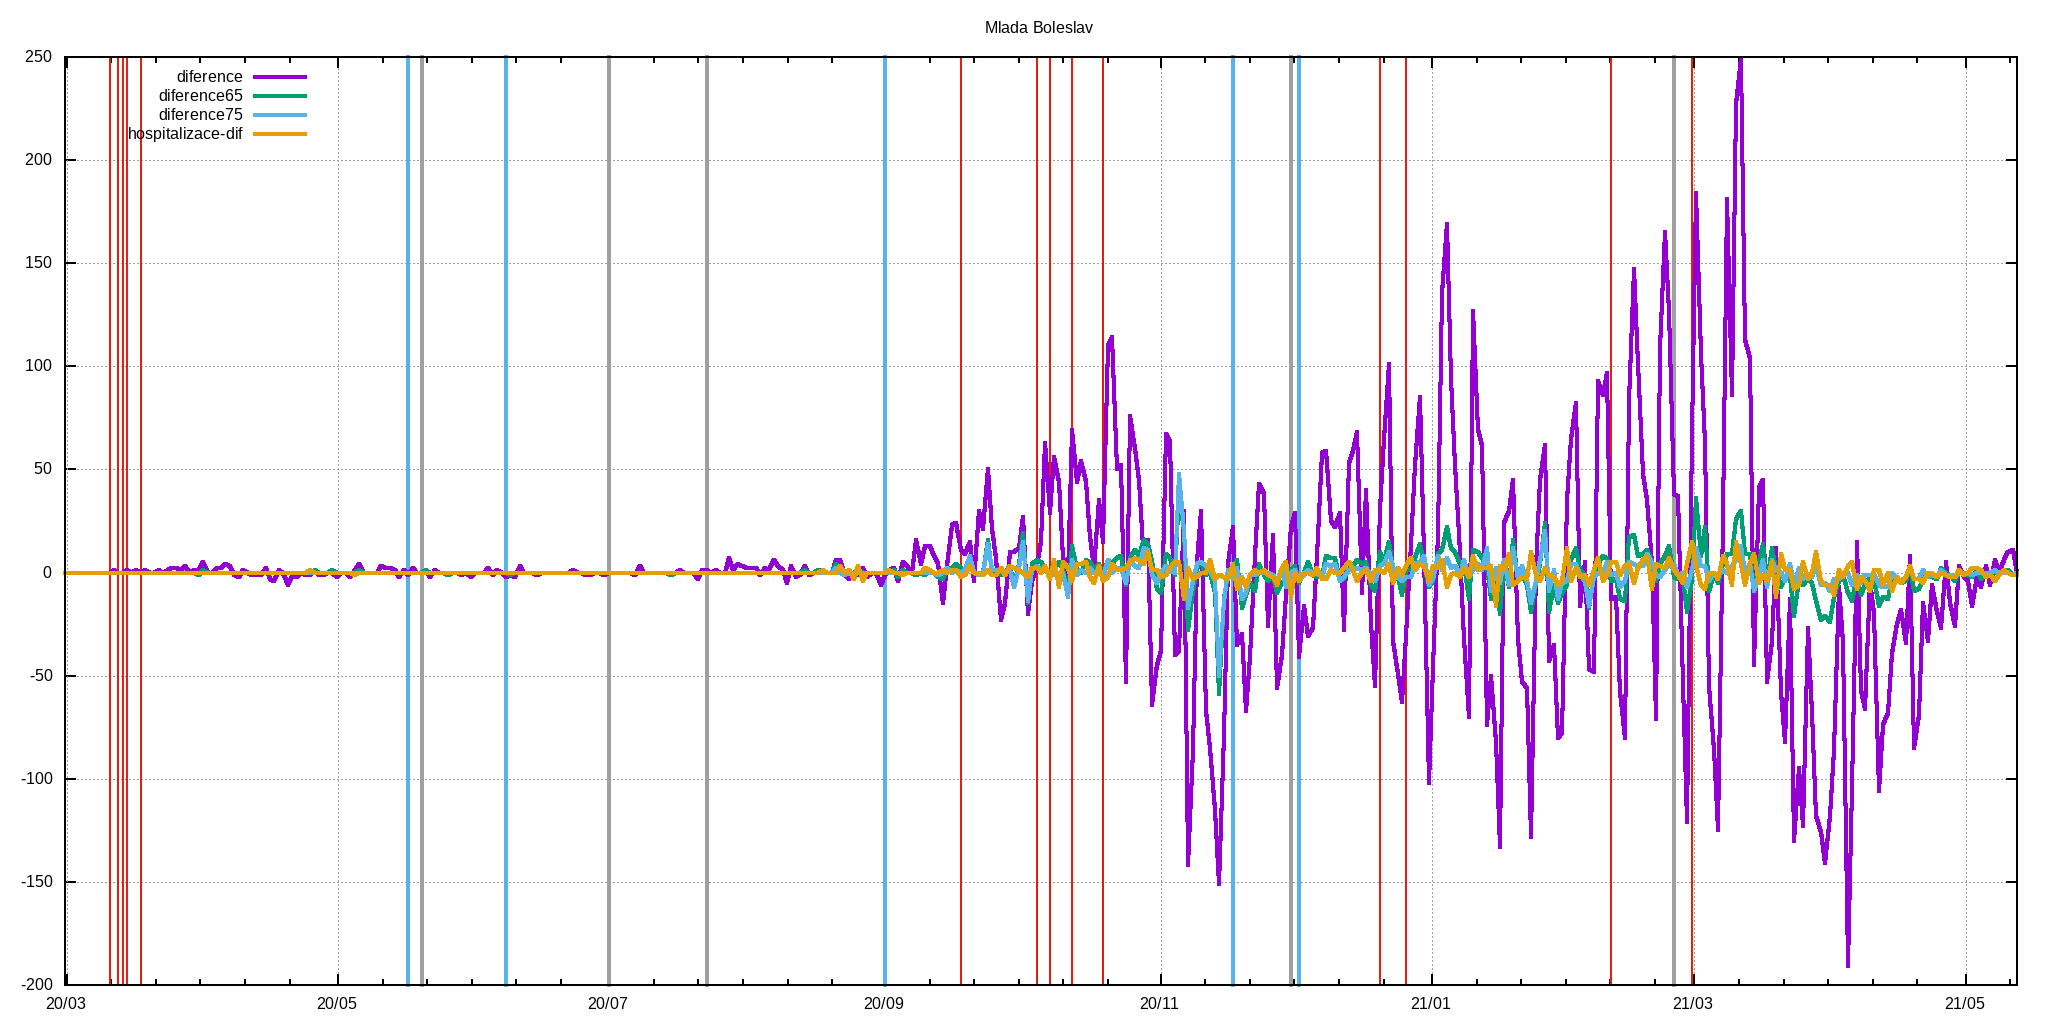 Mlada Boleslav
diference
diference65
diference75
hospitalizace-dif
250
200
150
100
50
0
-50
-100
-150
-200
20/03 20/05 20/07 20/09 20/11 21/01 21/03 21/05